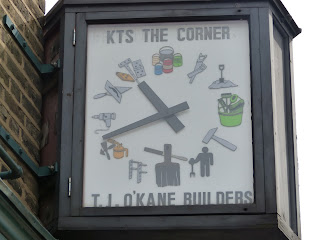 KTS THE CORNER
T.J. O'KANE BUILDERS